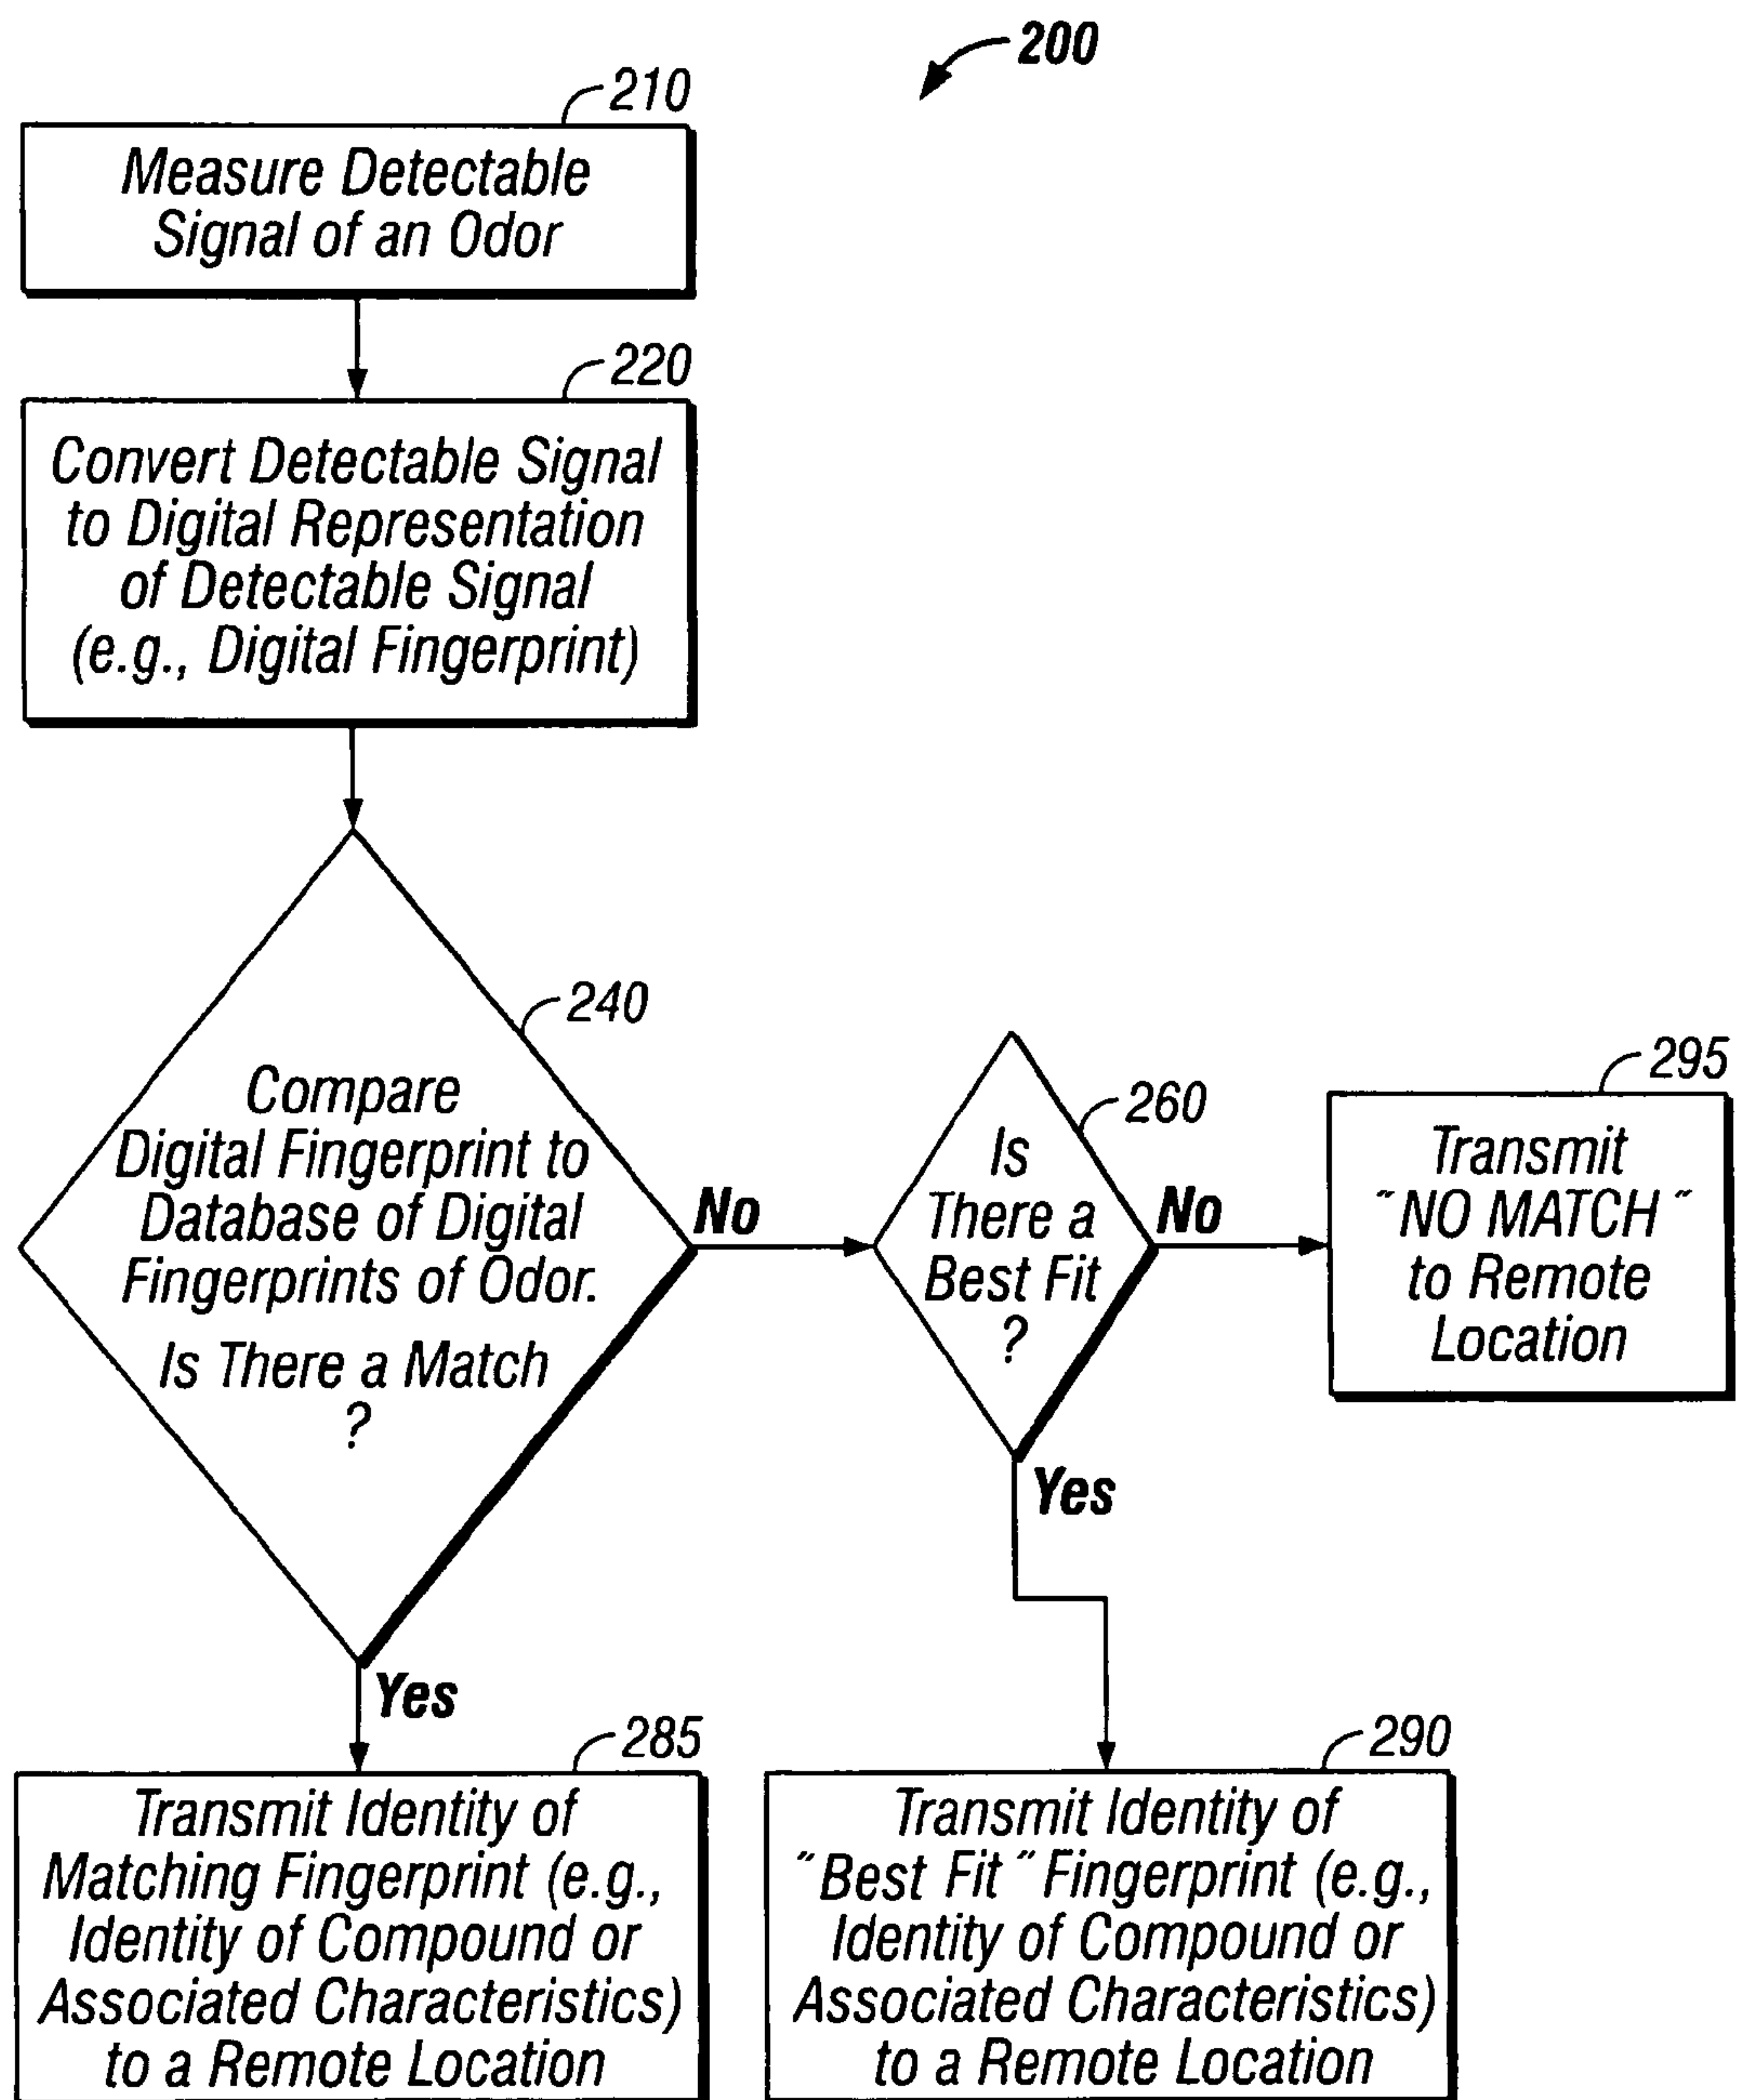 200
210
Measure Detectable
Signal of an Odor
220
Convert Detectable Signal
to Digital Representation
of Detectable Signal
(e.g., Digital Fingerprint)
240
Compare
Digital Fingerprint to
Database of Digital
Fingerprints of Odor.
Is There a Match
?
No
Yes
260
Is
There a
Best Fit
?
No
Yes
295
Transmit
"NO MATCH"
to Remote
Location
285
Transmit Identity of
Matching Fingerprint (e.g.,
Identity of Compound or
Associated Characteristics)
to a Remote Location
290
Transmit Identity of
"Best Fit" Fingerprint (e.g.,
Identity of Compound or
Associated Characteristics)
to a Remote Location